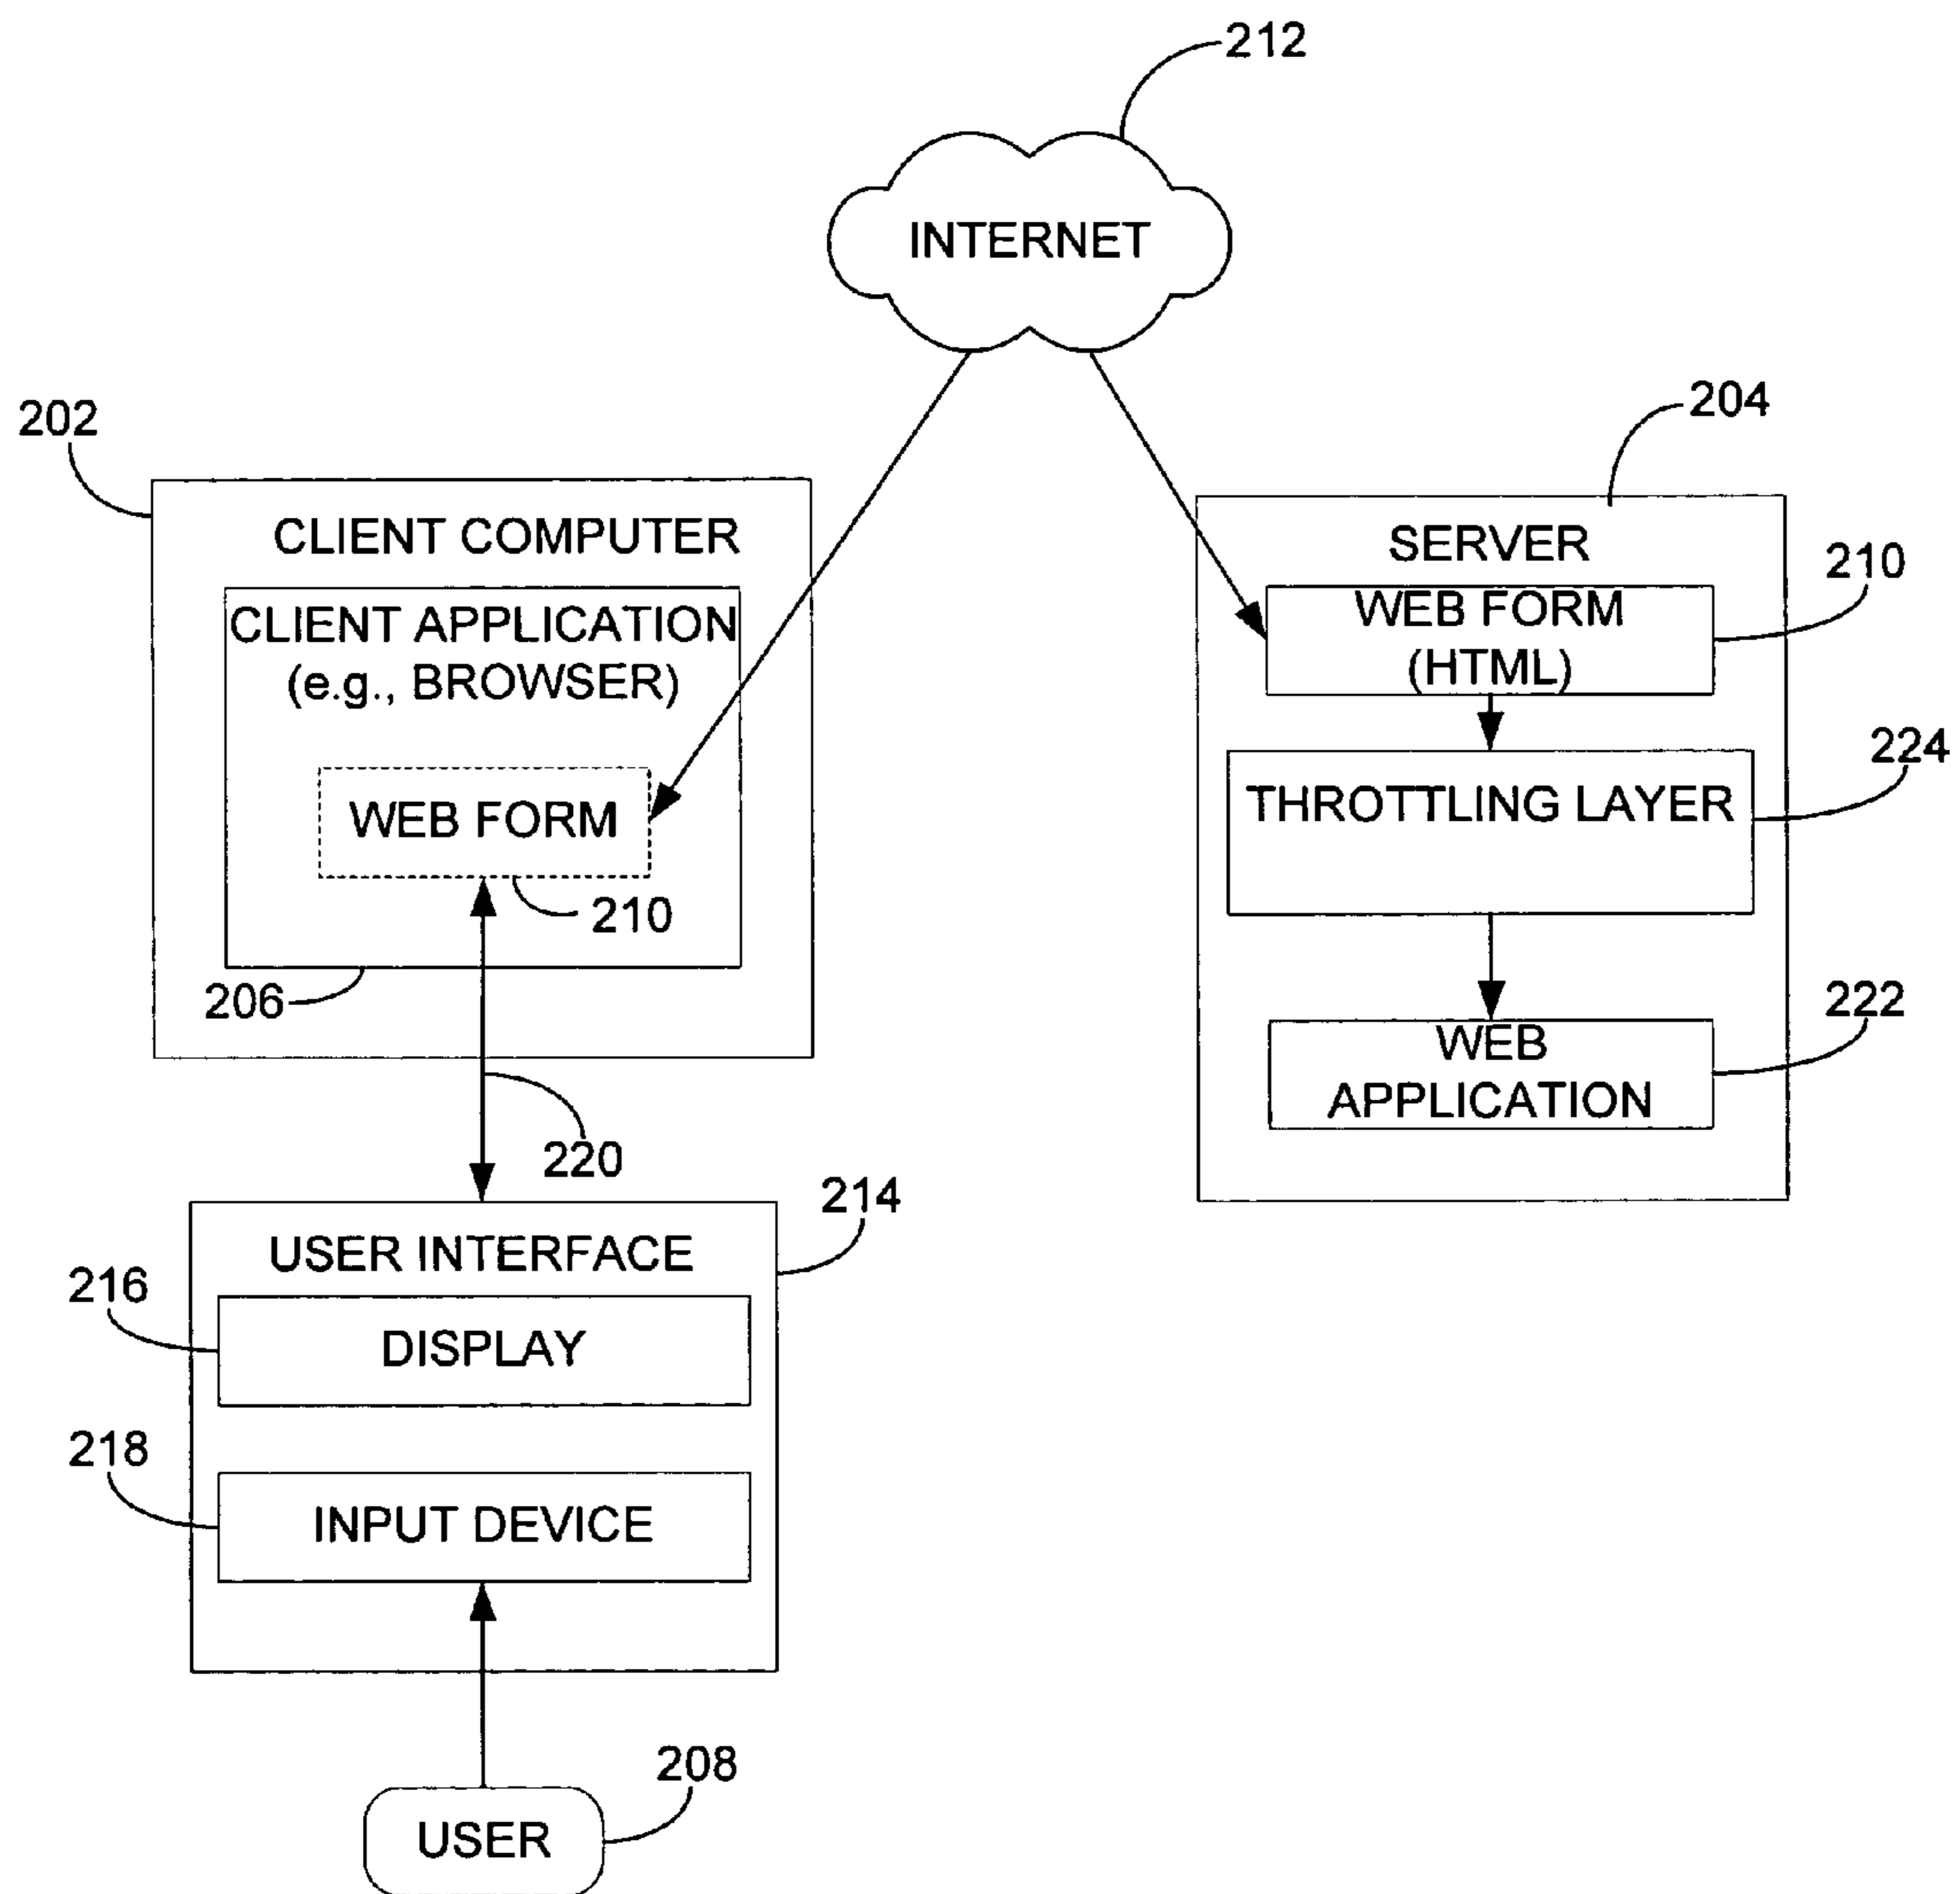 212
INTERNET
202
204
CLIENT COMPUTER
SERVER
CLIENT APPLICATION
(e.g., BROWSER)
WEB FORM
210
206
WEB FORM
(HTML)
210
THROTTLING LAYER
224
WEB
APPLICATION
222
220
214
USER INTERFACE
216
DISPLAY
218
INPUT DEVICE
208
USER